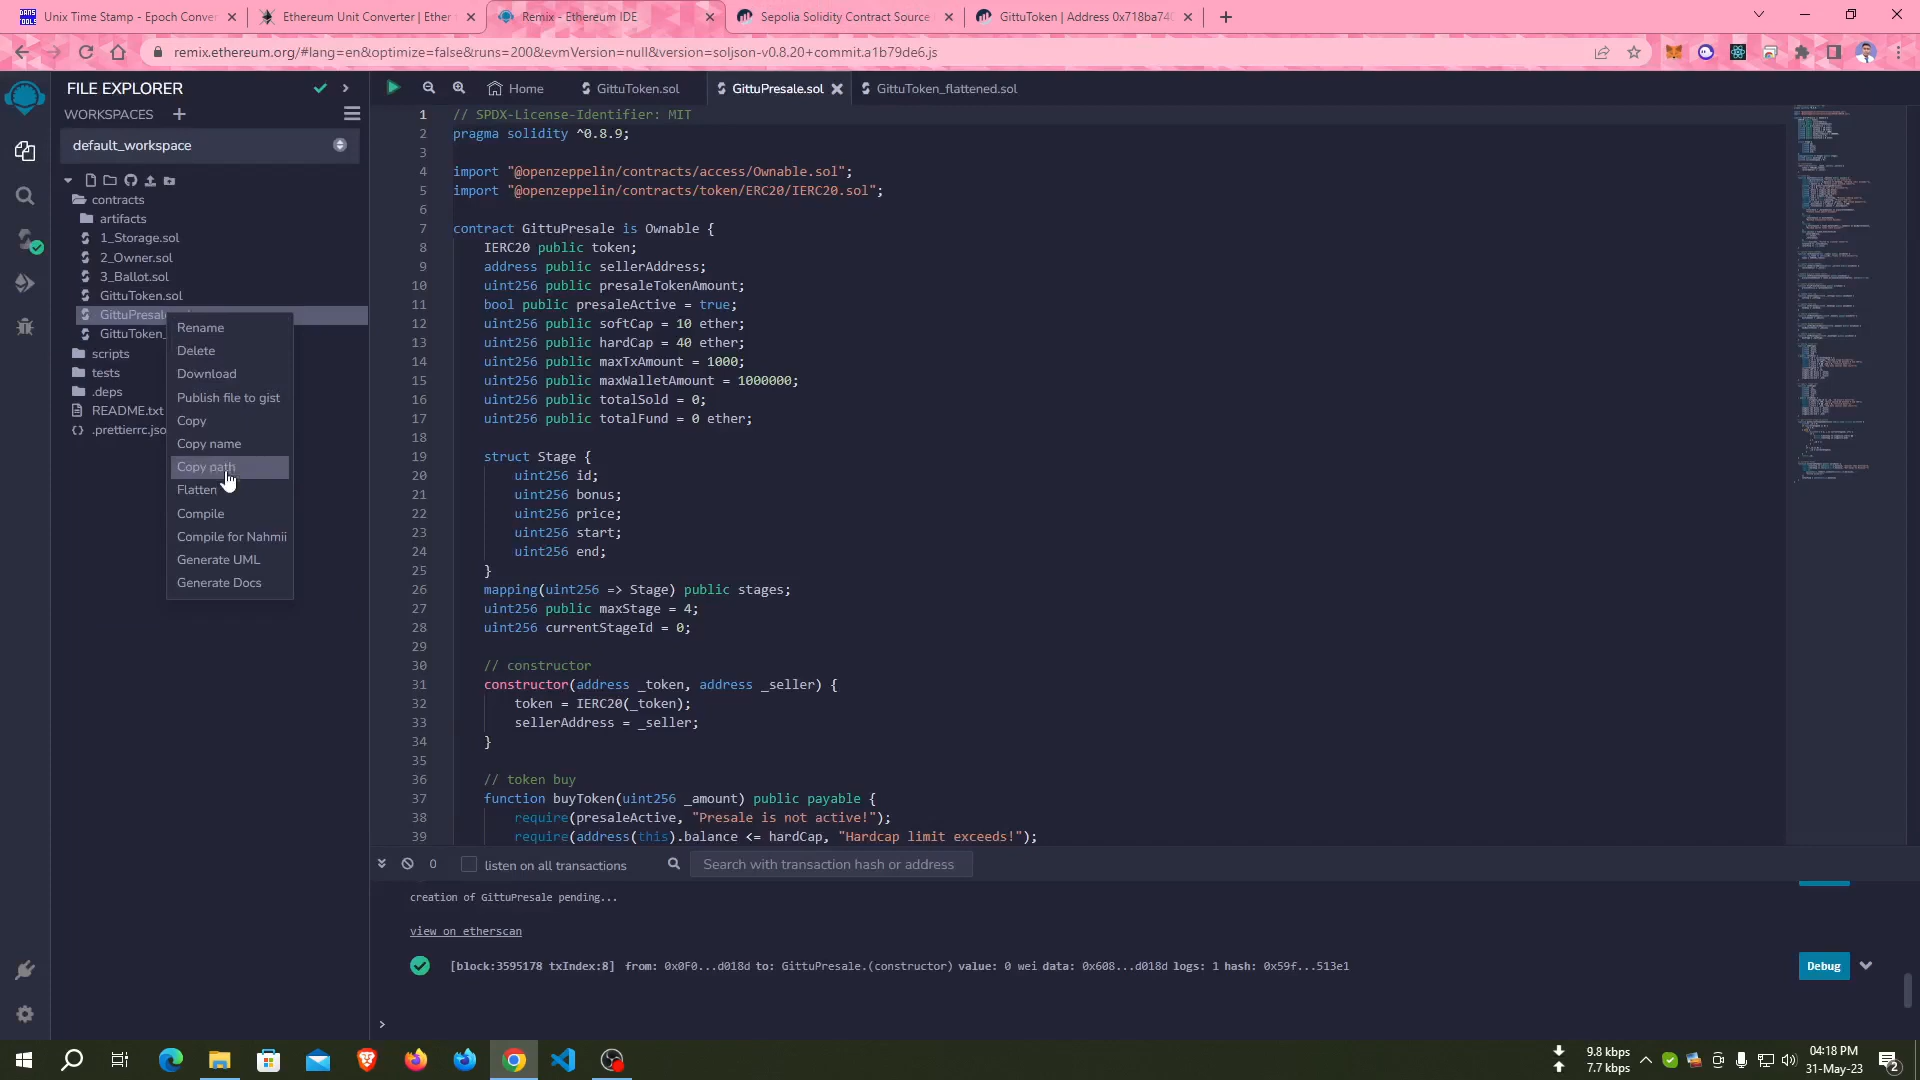 Unix Time Stamp - Epoch Conver
Ethereum Unit Converter | Ether t
Remix - Ethereum IDE
Sepolia Solidity Contract Source
GittuToken | Address 0x718ba740
remix.ethereum.org/#lang=en&optimize=false&runs=200&evmVersion=null&version=soljson-v0.8.20+commit.a1b79de6.js
FILE EXPLORER
WORKSPACES
default_workspace
contracts
artifacts
1_Storage.sol
2_Owner.sol
3_Ballot.sol
GittuToken.sol
GittuPresale
GittuToken_
scripts
tests
.deps
README.txt
.prettierrc.jso
Rename
Delete
Download
Publish file to gist
Copy
Copy name
Copy path
Flatten
Compile
Compile for Nahmii
Generate UML
Generate Docs
Home
GittuToken.sol
GittuPresale.sol
GittuToken_flattened.sol
1 // SPDX-License-Identifier: MIT
2 pragma solidity ^0.8.9;
3
4 import "@openzeppelin/contracts/access/Ownable.sol";
5 import "@openzeppelin/contracts/token/ERC20/IERC20.sol";
6
7 contract GittuPresale is Ownable {
8 IERC20 public token;
9 address public sellerAddress;
10 uint256 public presaleTokenAmount;
11 bool public presaleActive = true;
12 uint256 public softCap = 10 ether;
13 uint256 public hardCap = 40 ether;
14 uint256 public maxTxAmount = 1000;
15 uint256 public maxWalletAmount = 1000000;
16 uint256 public totalSold = 0;
17 uint256 public totalFund = 0 ether;
18
19 struct Stage {
20 uint256 id;
21 uint256 bonus;
22 uint256 price;
23 uint256 start;
24 uint256 end;
25 }
26 mapping(uint256 => Stage) public stages;
27 uint256 public maxStage = 4;
28 uint256 currentStageId = 0;
29
30 // constructor
31 constructor(address _token, address _seller) {
32 token = IERC20(_token);
33 sellerAddress = _seller;
34 }
35
36 // token buy
37 function buyToken(uint256 _amount) public payable {
38 require(presaleActive, "Presale is not active!");
39 require(address(this).balance <= hardCap, "Hardcap limit exceeds!");
0
listen on all transactions
Search with transaction hash or address
creation of GittuPresale pending...
view on etherscan
[block:3595178 txIndex:8] from: 0x0F0...d018d to: GittuPresale.(constructor) value: 0 wei data: 0x608...d018d logs: 1 hash: 0x59f...513e1
Debug
>
9.8 kbps
7.7 kbps
04:18 PM
31-May-23
2